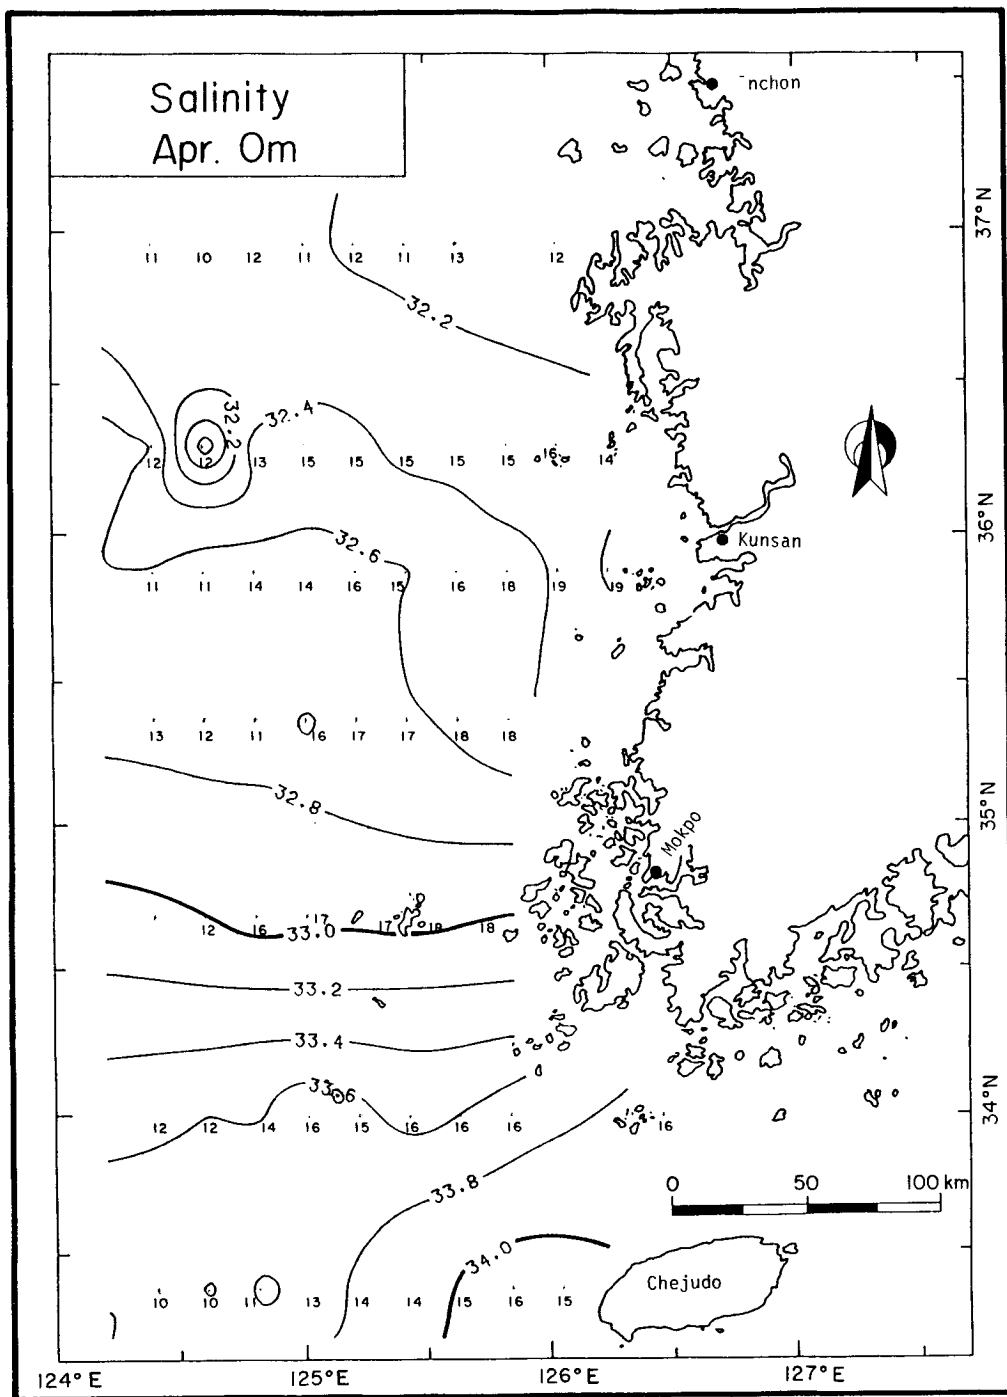 Salinity
Apr. 0m
nchon
37°N
11 10 12 11 12 11 13 12
32.2
32.2
32.4
12 12 13 15 15 15 15 15 16 14
36°N
Kunsan
32.6
11 11 14 14 16 15 16 18 19 19
13 12 11 16 17 17 18 18
32.8
35°N
Mokpo
12 16 17 17 18 18
33.0
33.2
33.4
34°N
33.6
12 12 14 16 15 16 16 16 16
33.8
0 50 100 km
34.0
Chejudo
10 10 11 13 14 14 15 16 15
124°E 125°E 126°E 127°E